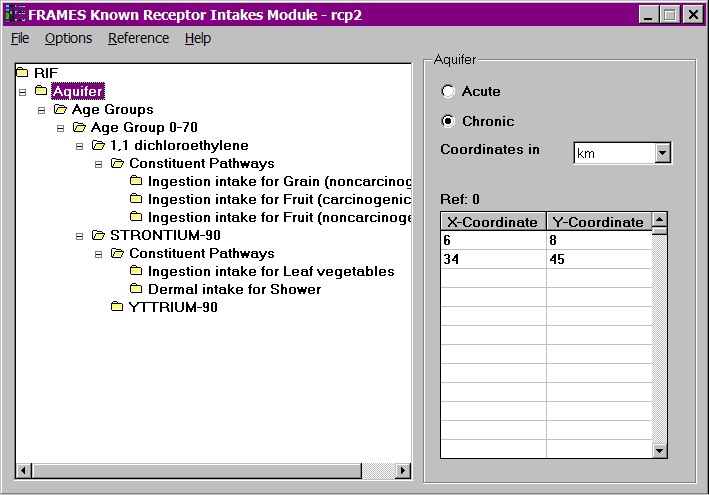 FRAMES Known Receptor Intakes Module - rcp2
File Options Reference Help
RIF
Aquifer
Age Groups
Age Group 0-70
1,1 dichloroethylene
Constituent Pathways
Ingestion intake for Grain (noncarcinog
Ingestion intake for Fruit (carcinogenic
Ingestion intake for Fruit (noncarcinoge
STRONTIUM-90
Constituent Pathways
Ingestion intake for Leaf vegetables
Dermal intake for Shower
YTTRIUM-90
Aquifer
Acute
Chronic
Coordinates in km
Ref: 0
X-Coordinate Y-Coordinate
6 8
34 45